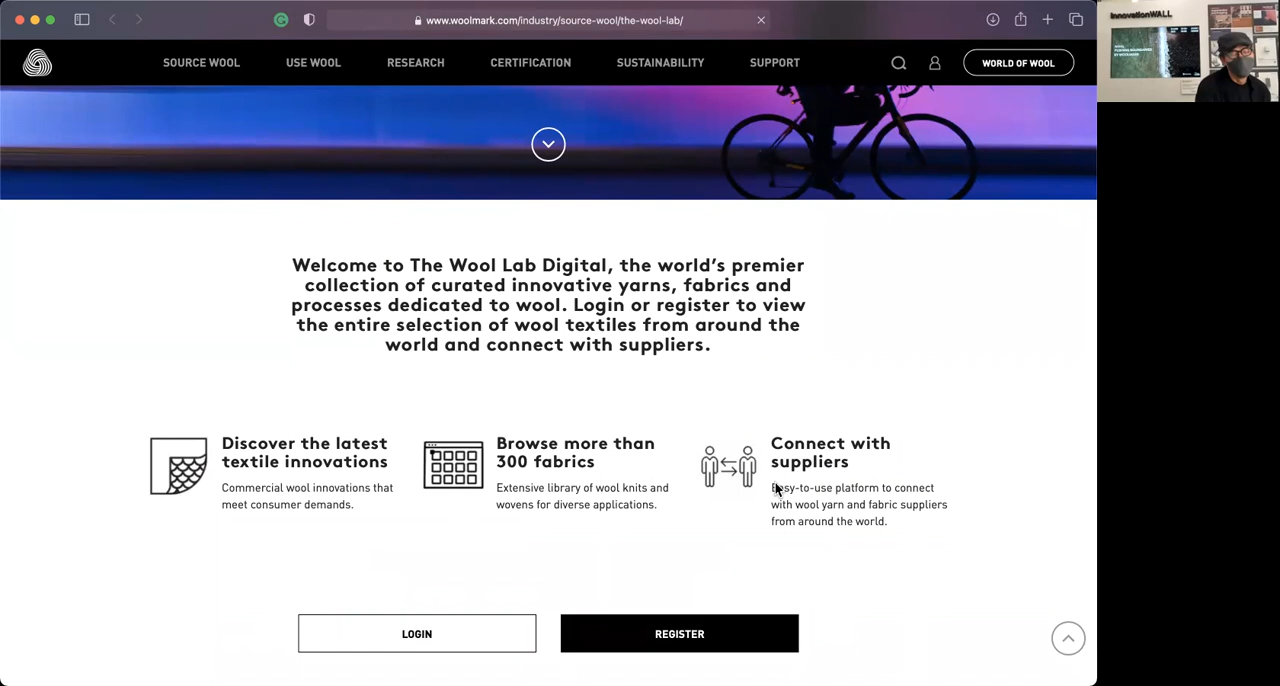 www.woolmark.com/industry/source-wool/the-wool-lab/
InnovationWALL
SOURCE WOOL USE WOOL RESEARCH CERTIFICATION SUSTAINABILITY SUPPORT WORLD OF WOOL
Welcome to The Wool Lab Digital, the world's premier
collection of curated innovative yarns, fabrics and
processes dedicated to wool. Login or register to view
the entire selection of wool textiles from around the
world and connect with suppliers.
Discover the latest
textile innovations
Commercial wool innovations that
meet consumer demands.
Browse more than
300 fabrics
Extensive library of wool knits and
wovens for diverse applications.
Connect with
suppliers
Easy-to-use platform to connect
with wool yarn and fabric suppliers
from around the world.
LOGIN
REGISTER